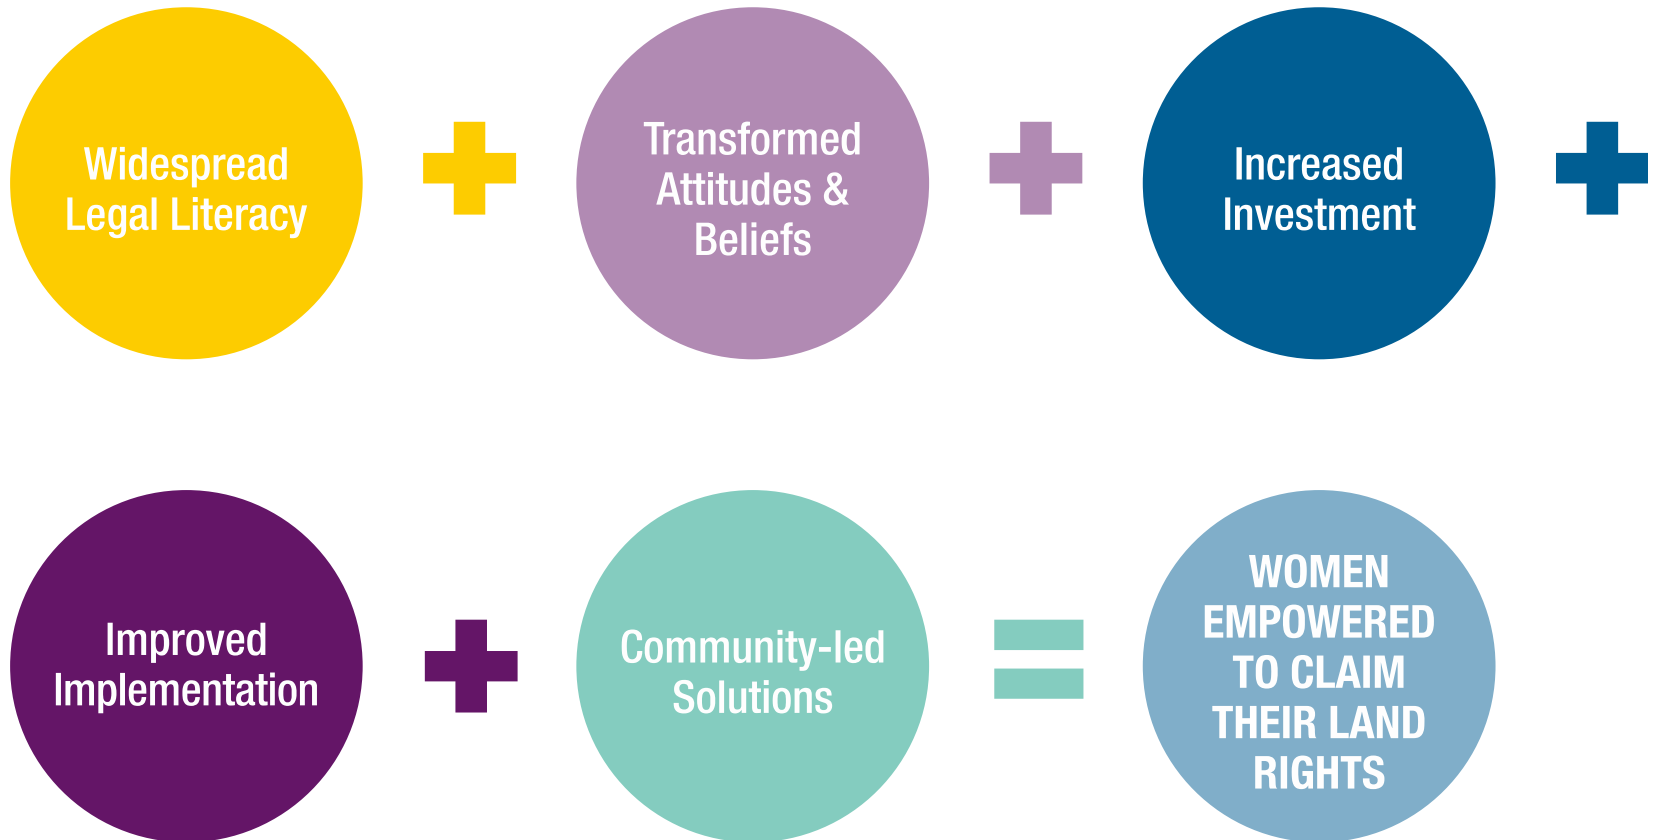 Widespread
Legal Literacy
Transformed
Attitudes &
Beliefs
Increased
Investment
Improved
Implementation
Community-led
Solutions
WOMEN
EMPOWERED
TO CLAIM
THEIR LAND
RIGHTS